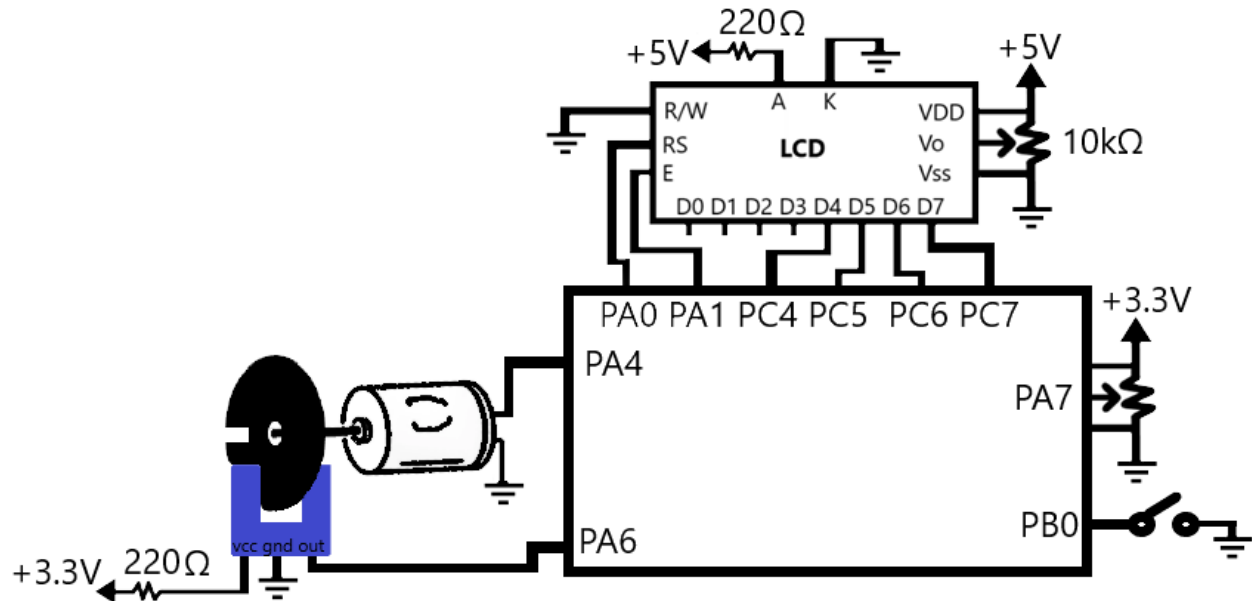 220Ω
+5V
+5V
A K
R/W
VDD
RS
LCD
Vo
10kΩ
E
Vss
D0 D1 D2 D3 D4 D5 D6 D7
PA0 PA1 PC4 PC5 PC6 PC7
+3.3V
PA4
PA7
PB0
PA6
vcc gnd out
+3.3V
220Ω